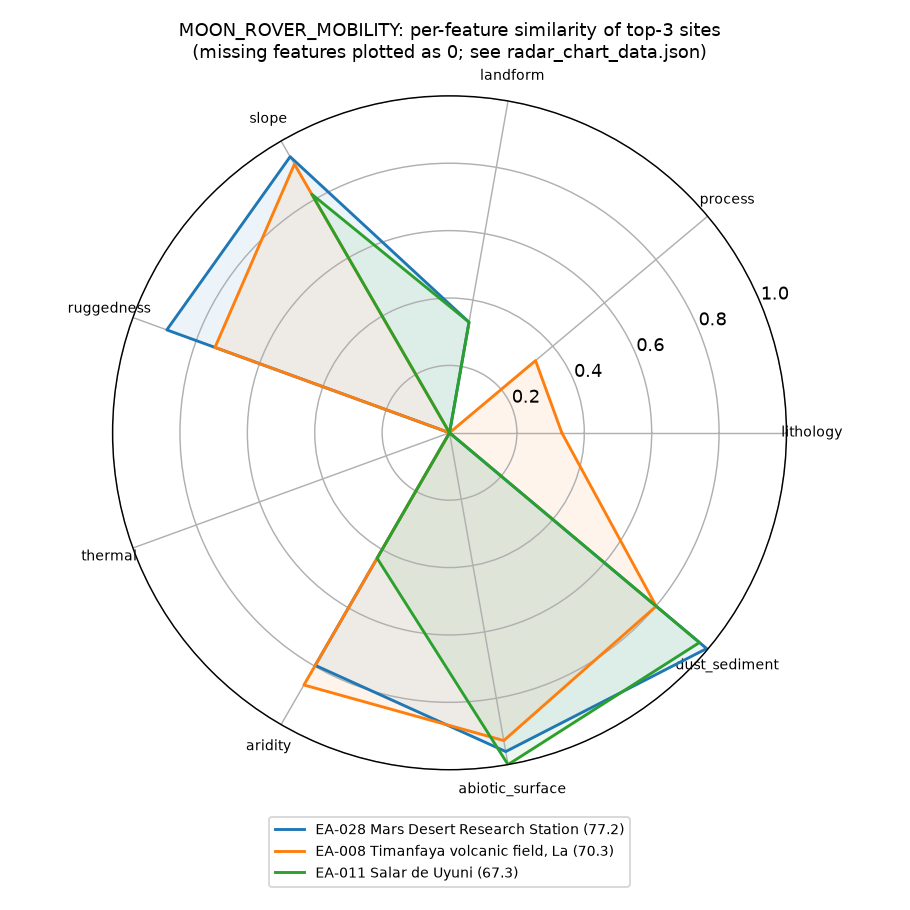 MOON_ROVER_MOBILITY: per-feature similarity of top-3 sites
(missing features plotted as 0; see radar_chart_data.json)
landform
slope
process
1.0
ruggedness
0.8
0.6
0.4
0.2
lithology
thermal
dust_sediment
aridity
abiotic_surface
EA-028 Mars Desert Research Station (77.2)
EA-008 Timanfaya volcanic field, La (70.3)
EA-011 Salar de Uyuni (67.3)